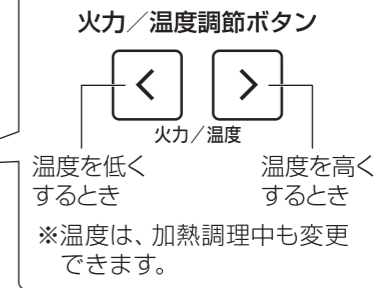 火力／温度調節ボタン
< >
火力／温度
温度を低く
するとき
温度を高く
するとき
※温度は、加熱調理中も変更
できます。